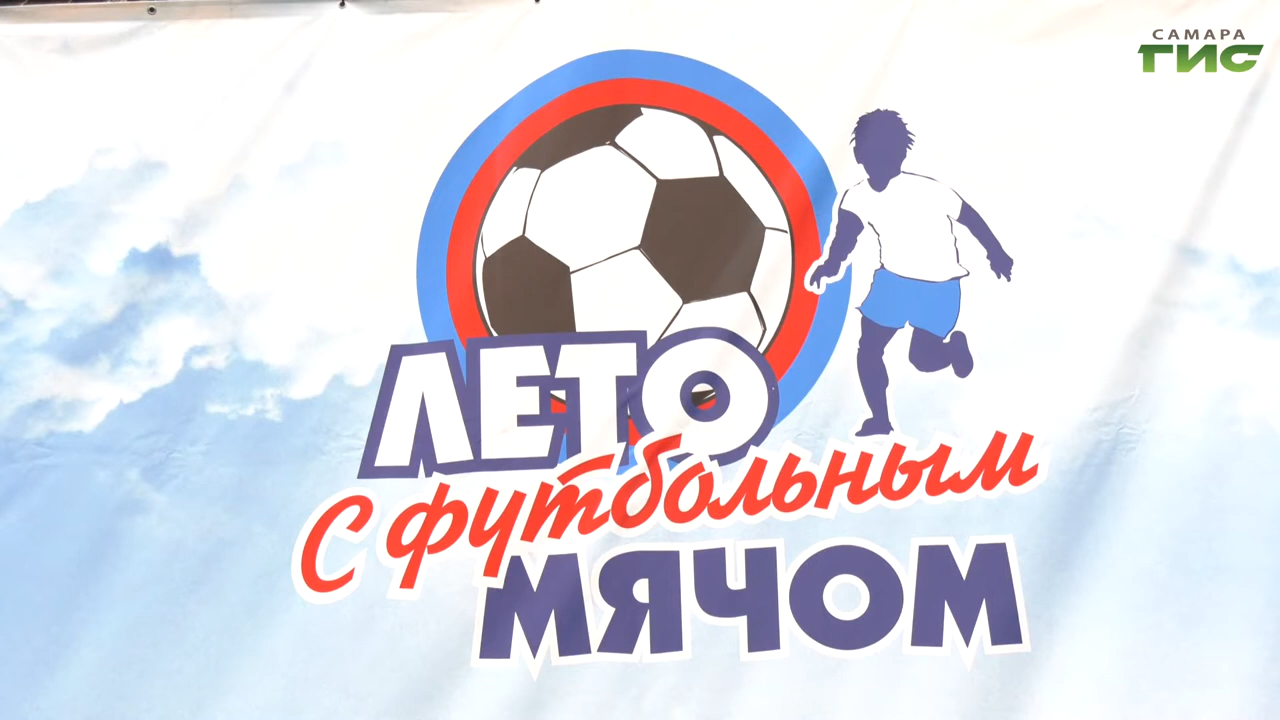 САМАРА
ГИС
ЛЕТО
С футбольным
МЯЧОМ